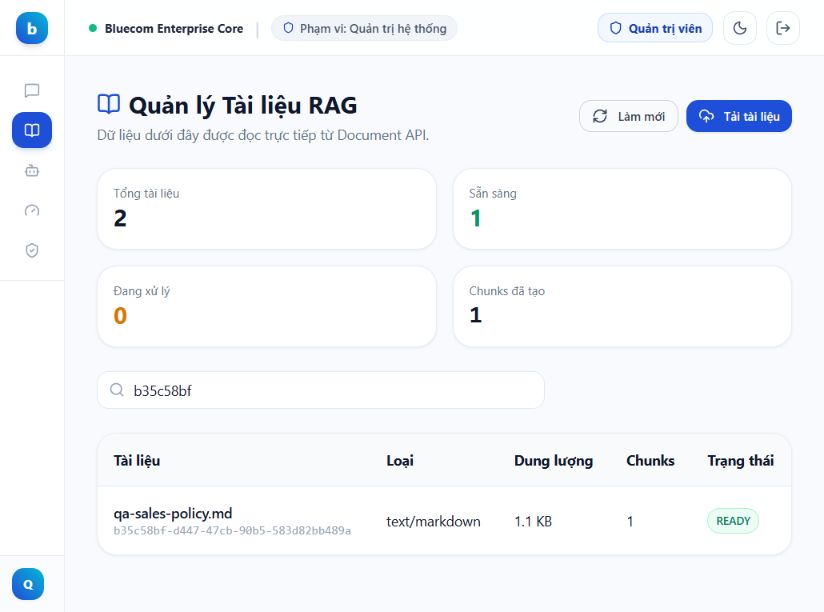 b
Bluecom Enterprise Core
Phạm vi: Quản trị hệ thống
Quản trị viên
Quản lý Tài liệu RAG
Dữ liệu dưới đây được đọc trực tiếp từ Document API.
Làm mới
Tải tài liệu
Tổng tài liệu
2
Sẵn sàng
1
Đang xử lý
0
Chunks đã tạo
1
b35c58bf
Tài liệu Loại Dung lượng Chunks Trạng thái
qa-sales-policy.md text/markdown 1.1 KB 1 READY
b35c58bf-d447-47cb-90b5-583d82bb489a
Q